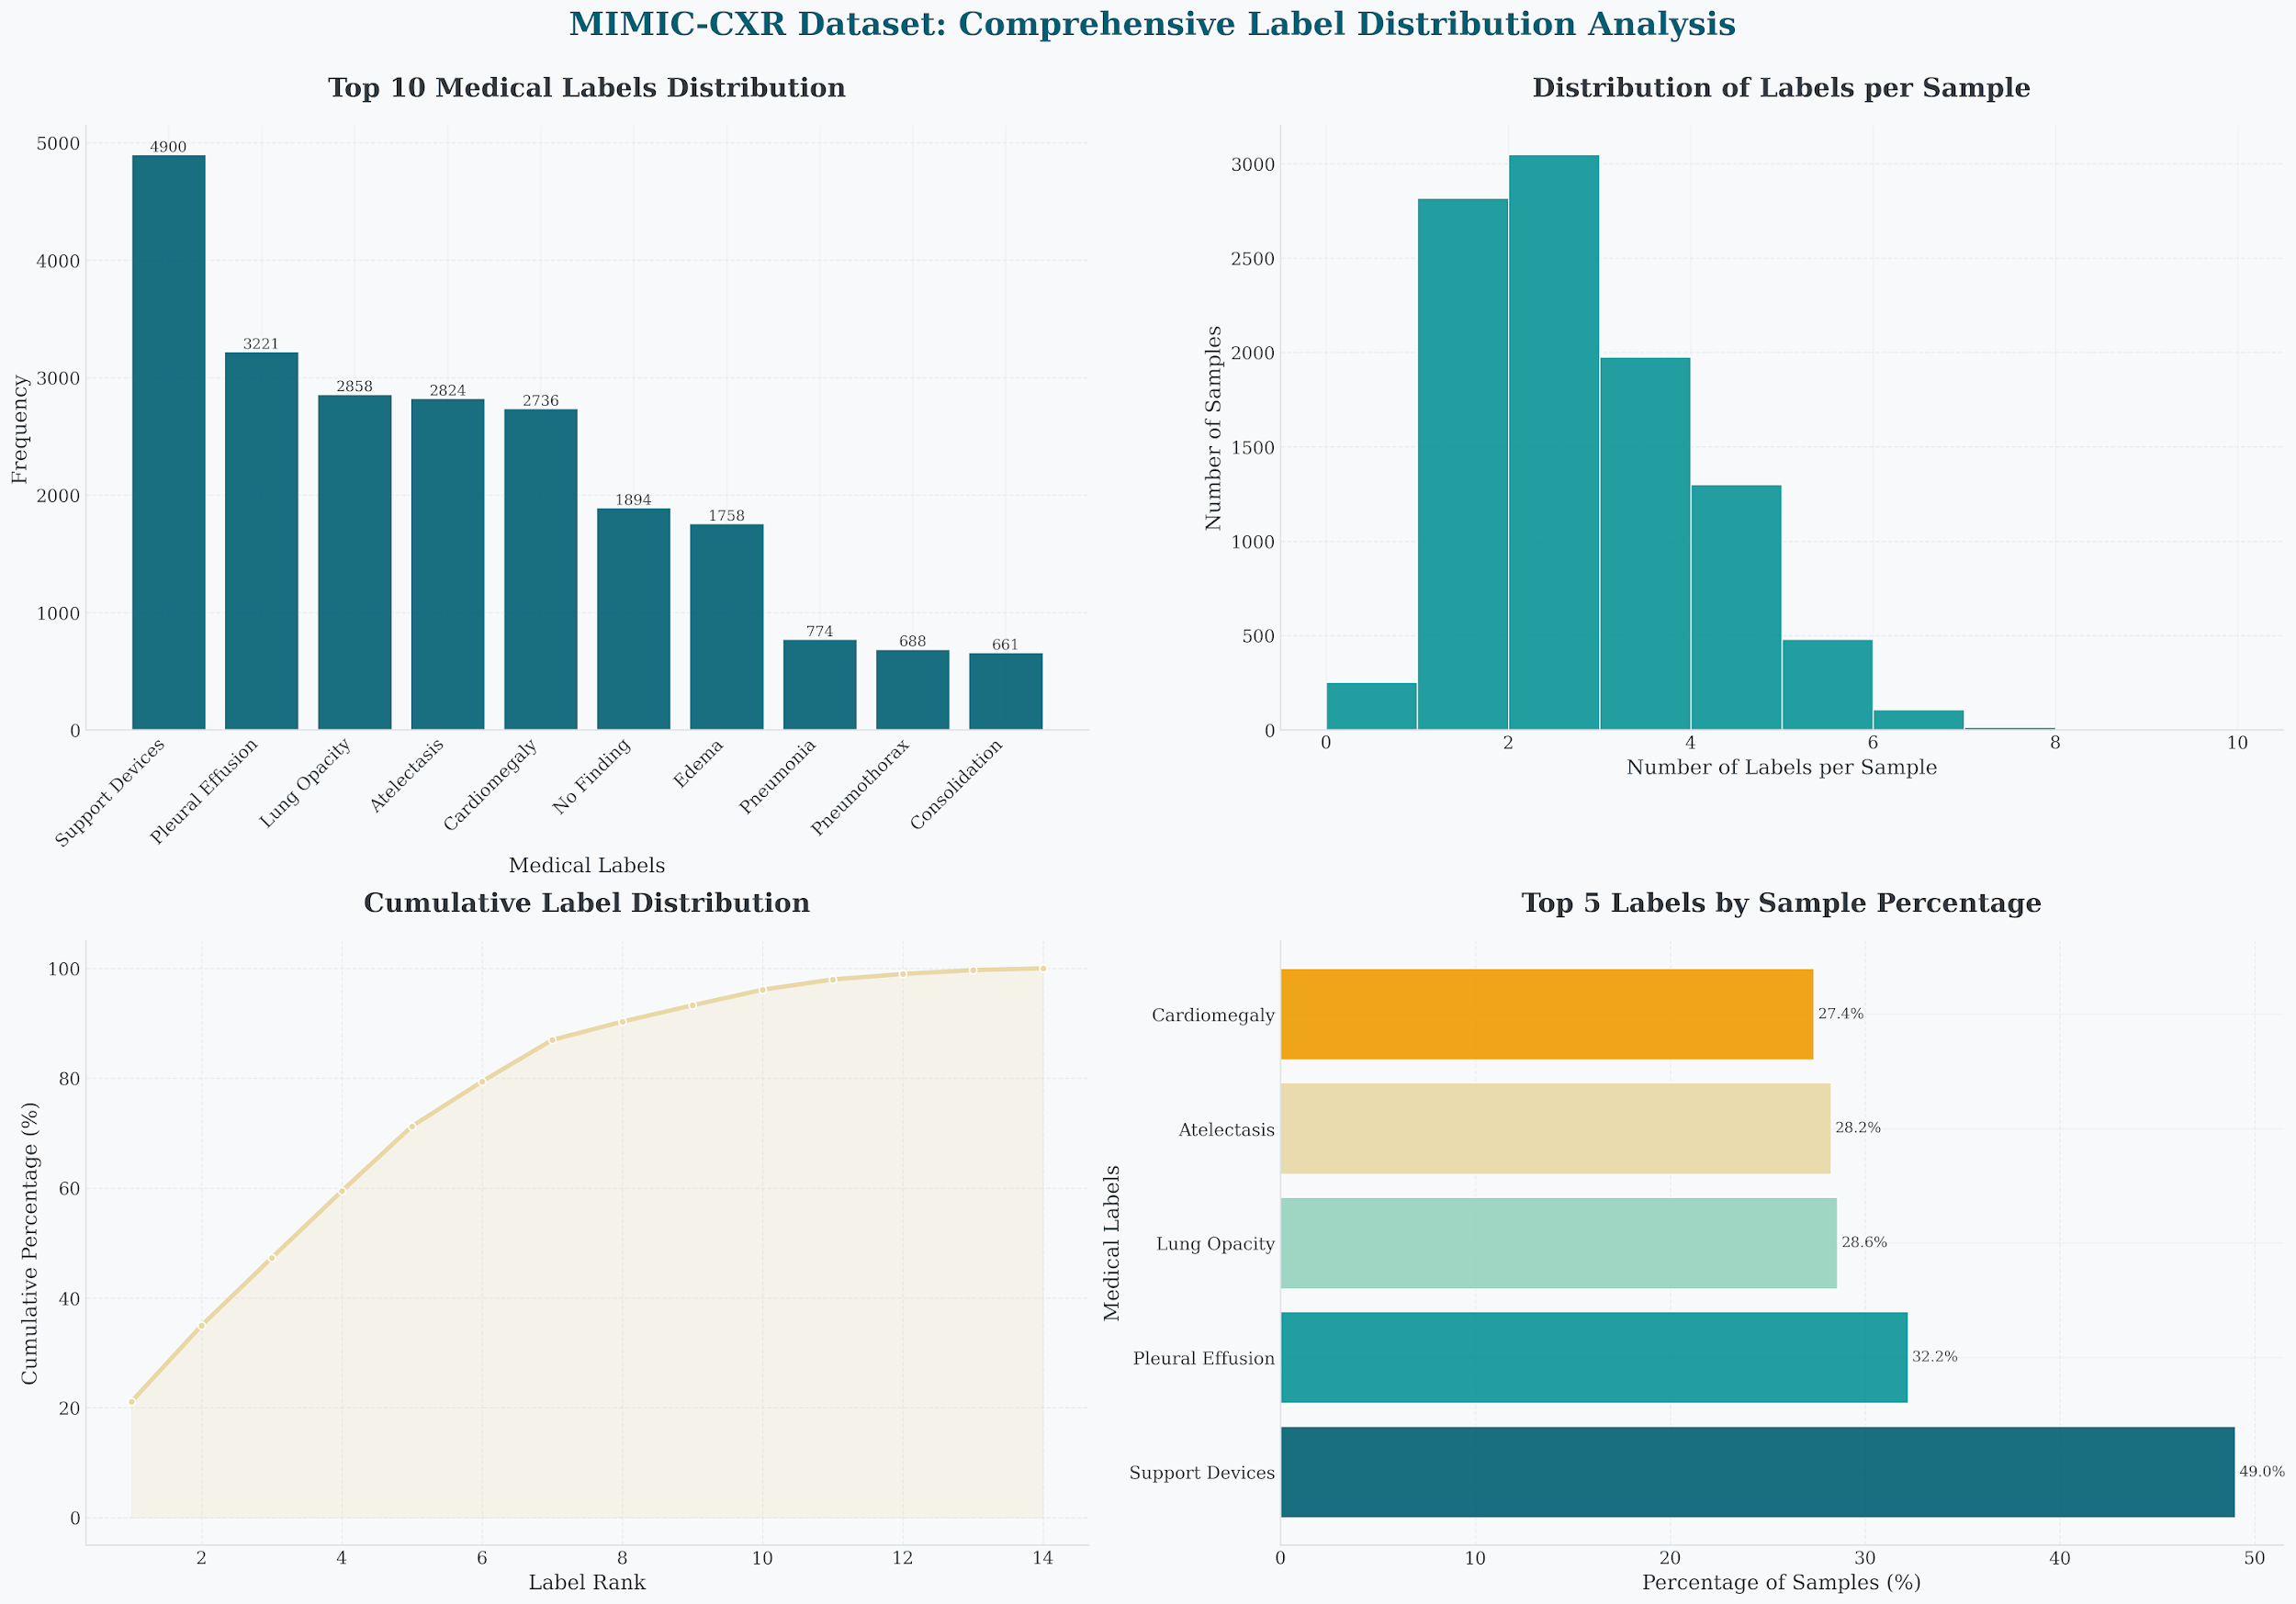 MIMIC-CXR Dataset: Comprehensive Label Distribution Analysis
Top 10 Medical Labels Distribution
Frequency
5000
4000
3000
2000
1000
0
4900
3221
2858
2824
2736
1894
1758
774
688
661
Support Devices
Pleural Effusion
Lung Opacity
Atelectasis
Cardiomegaly
No Finding
Edema
Pneumonia
Pneumothorax
Consolidation
Medical Labels
Distribution of Labels per Sample
Number of Samples
3000
2500
2000
1500
1000
500
0
0 2 4 6 8 10
Number of Labels per Sample
Cumulative Label Distribution
Cumulative Percentage (%)
100
80
60
40
20
0
2 4 6 8 10 12 14
Label Rank
Top 5 Labels by Sample Percentage
Medical Labels
Cardiomegaly 27.4%
Atelectasis 28.2%
Lung Opacity 28.6%
Pleural Effusion 32.2%
Support Devices 49.0%
0 10 20 30 40 50
Percentage of Samples (%)